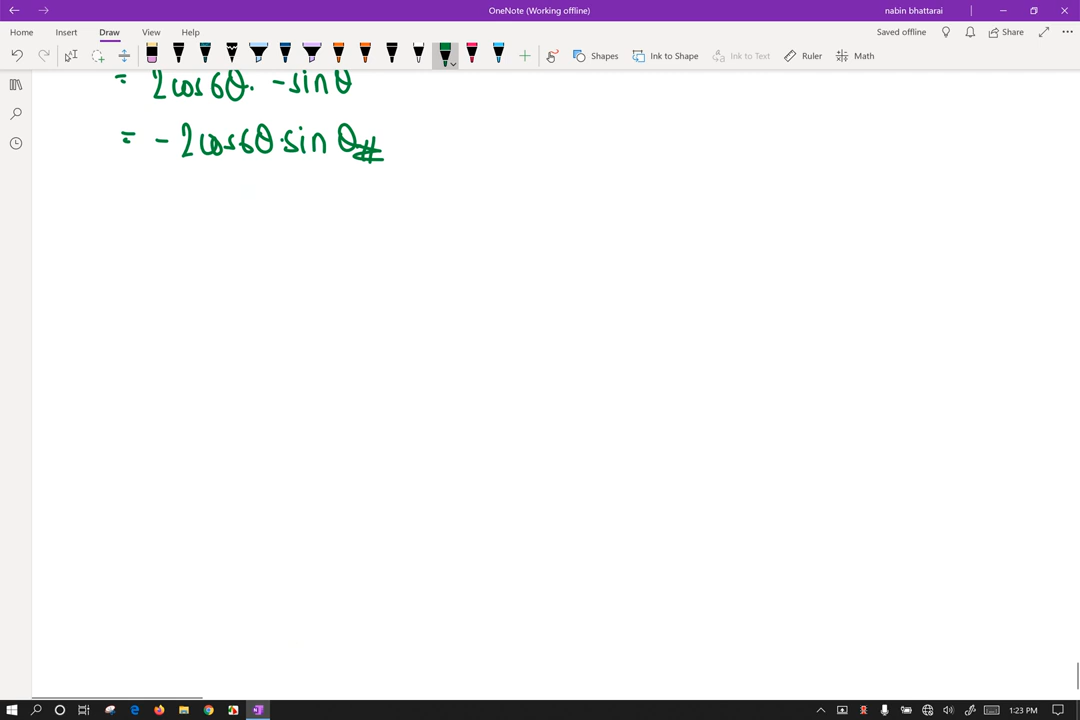 OneNote (Working offline)
nabin bhattarai
Home Insert Draw View Help
Saved offline
Share
Shapes
Ink to Shape
Ink to Text
Ruler
Math
= 2cos6θ. -sinθ
= -2cos6θ.sinθ#
1:23 PM